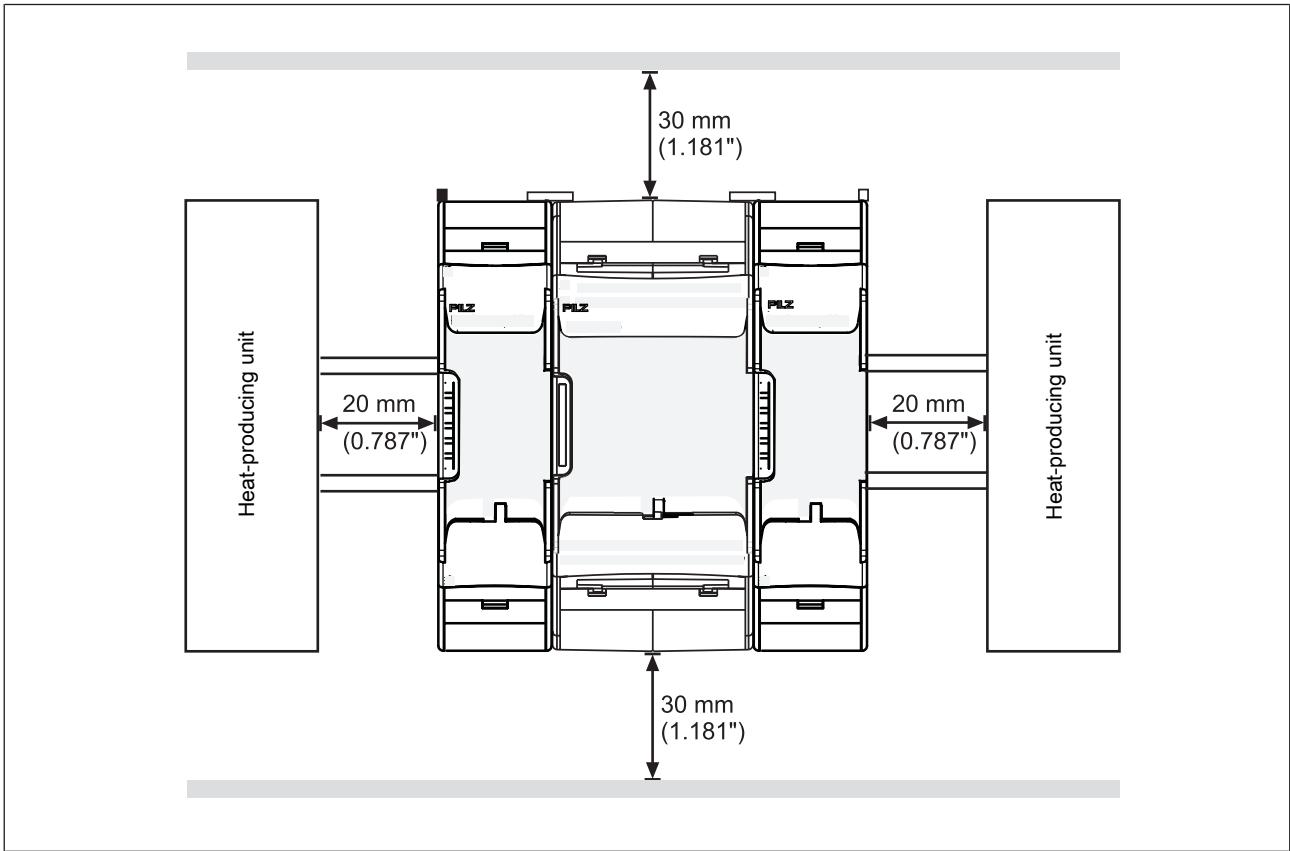 30 mm
(1.181")
PILZ
PILZ
PILZ
Heat-producing unit
20 mm
(0.787")
20 mm
(0.787")
Heat-producing unit
30 mm
(1.181")